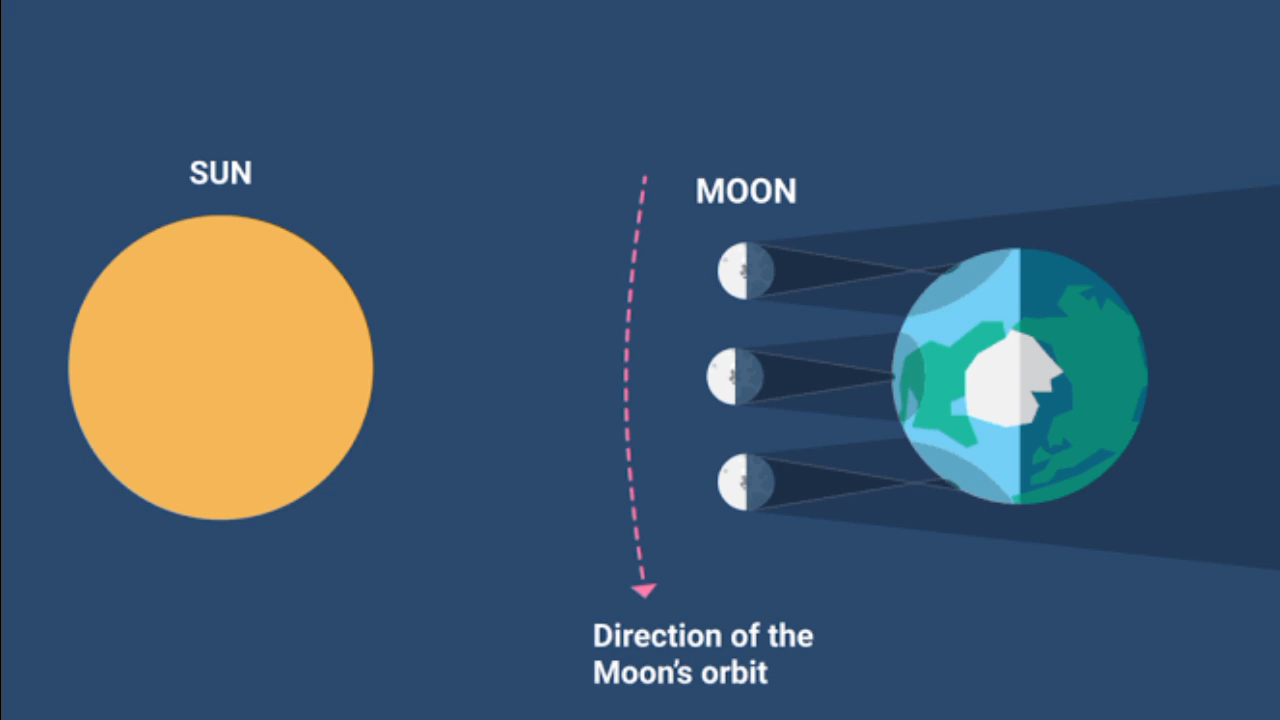 SUN
MOON
Direction of the
Moon’s orbit